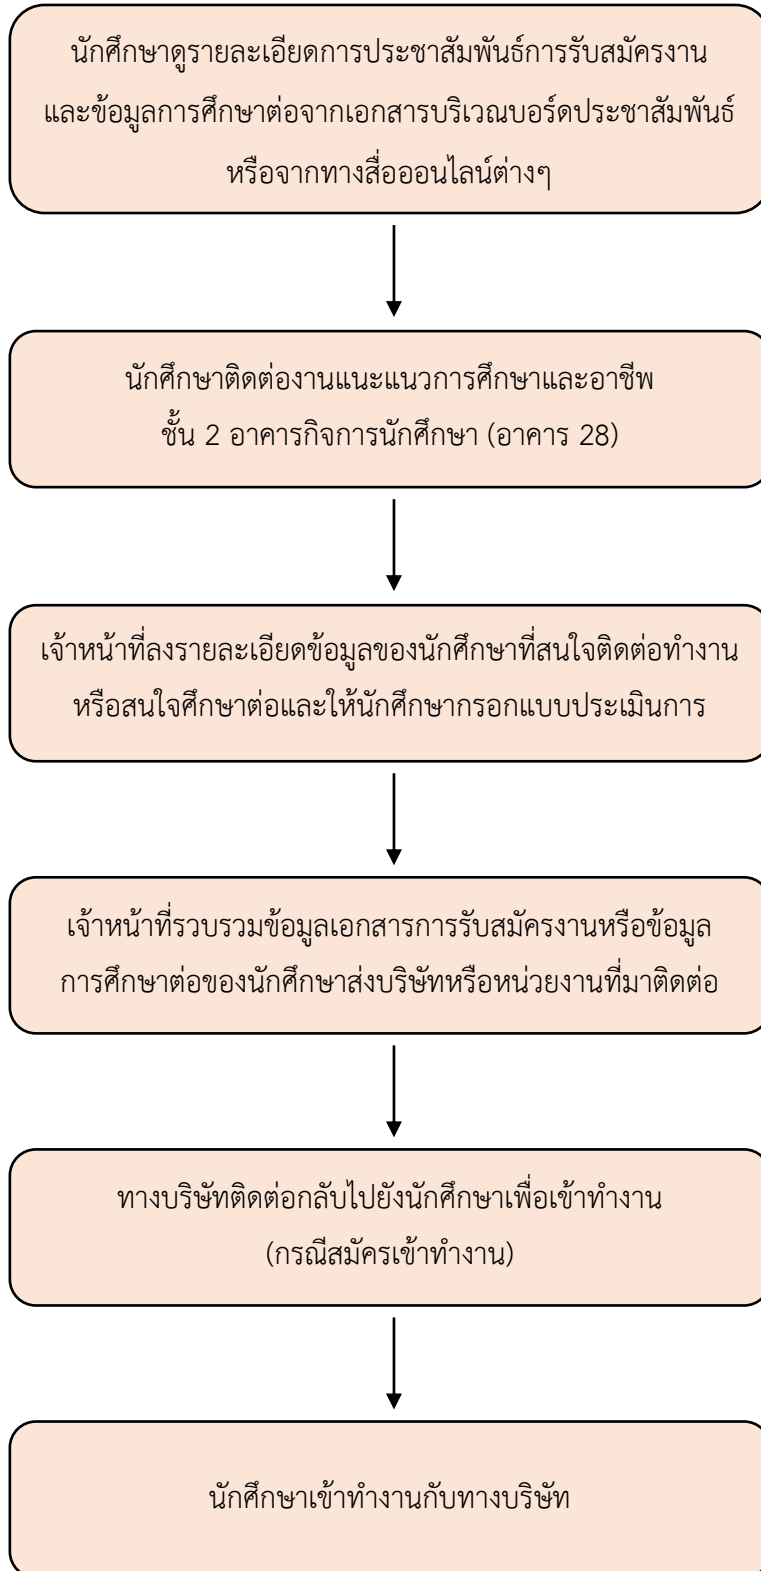 นักศึกษาดูรายละเอียดการประชาสัมพันธ์การรับสมัครงาน
และข้อมูลการศึกษาต่อจากเอกสารบริเวณบอร์ดประชาสัมพันธ์
หรือจากทางสื่อออนไลน์ต่างๆ
นักศึกษาติดต่องานแนะแนวการศึกษาและอาชีพ
ชั้น 2 อาคารกิจการนักศึกษา (อาคาร 28)
เจ้าหน้าที่ลงรายละเอียดข้อมูลของนักศึกษาที่สนใจติดต่อทำงาน
หรือสนใจศึกษาต่อและให้นักศึกษากรอกแบบประเมินการ
เจ้าหน้าที่รวบรวมข้อมูลเอกสารการรับสมัครงานหรือข้อมูล
การศึกษาต่อของนักศึกษาส่งบริษัทหรือหน่วยงานที่มาติดต่อ
ทางบริษัทติดต่อกลับไปยังนักศึกษาเพื่อเข้าทำงาน
(กรณีสมัครเข้าทำงาน)
นักศึกษาเข้าทำงานกับทางบริษัท